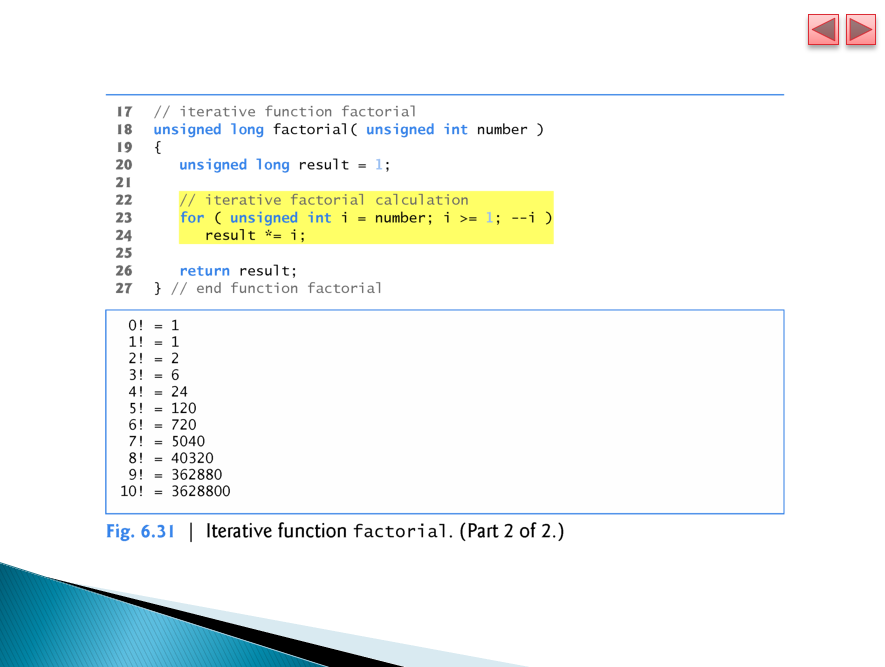 17 // iterative function factorial
18 unsigned long factorial( unsigned int number )
19 {
20 unsigned long result = 1;
21
22 // iterative factorial calculation
23 for ( unsigned int i = number; i >= 1; --i )
24 result *= i;
25
26 return result;
27 } // end function factorial
0! = 1
1! = 1
2! = 2
3! = 6
4! = 24
5! = 120
6! = 720
7! = 5040
8! = 40320
9! = 362880
10! = 3628800
Fig. 6.31 | Iterative function factorial. (Part 2 of 2.)